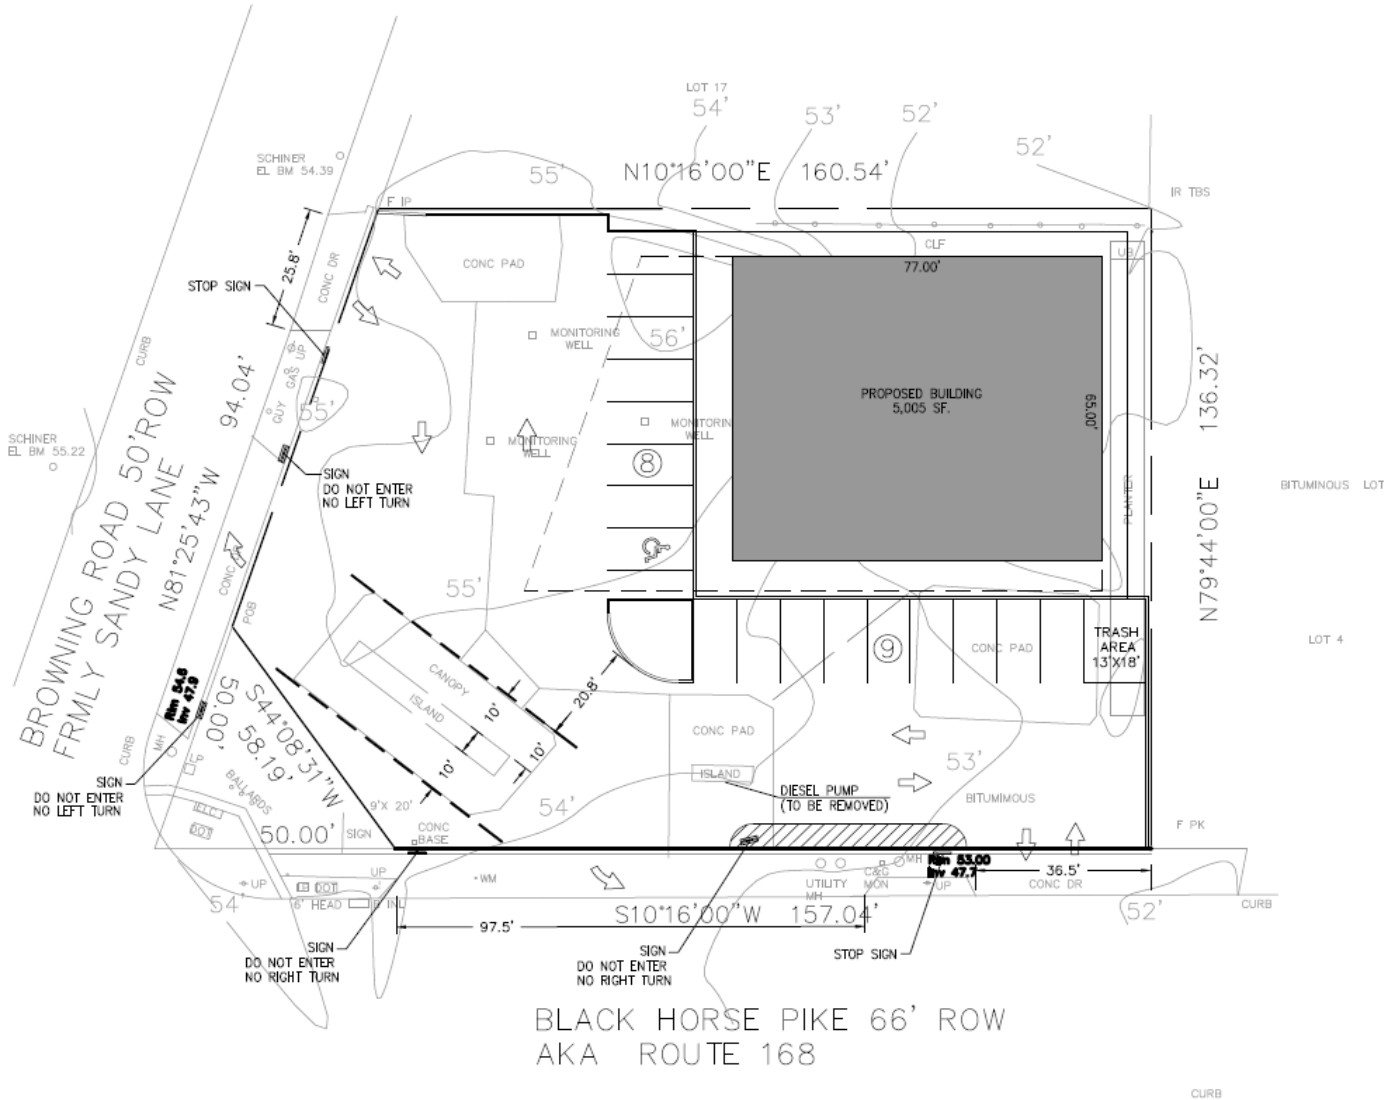 LOT 17
54'
53'
52'
52'
SCHINER
EL BM 54.39
55'
N10°16'00"E 160.54'
IR TBS
F IP
CLF
77.00'
UB
25.8'
CONC DR
CONC PAD
STOP SIGN
MONITORING
WELL
56'
CURB
GAS UP
GUY
55'
94.04'
136.32'
PROPOSED BUILDING
5,005 SF.
65.00'
MONITORING
WELL
MONITORING
WELL
SCHINER
EL BM 55.22
8
SIGN
DO NOT ENTER
NO LEFT TURN
PLANTER
BITUMINOUS LOT
BROWNING ROAD 50'ROW
FRMLY SANDY LANE
N81°25'43"W
N79°44'00"E
CONC
POB
55'
TRASH
AREA
13'X18'
9
CONC PAD
LOT 4
CANOPY
ISLAND
20.8'
10'
10'
10'
Rim 54.6
Inv 47.9
50.00'
S44°08'31"W
58.19'
CONC PAD
ISLAND
MH
CURB
53'
SIGN
DO NOT ENTER
NO LEFT TURN
BALLARDS
ELC
DOT
DIESEL PUMP
(TO BE REMOVED)
BITUMIMOUS
9'X 20'
54'
50.00'
SIGN
CONC
BASE
F PK
MH
Rim 53.00
Inv 47.7
36.5'
CONC DR
UP
UP
WM
DOT
C&G
MON
UP
UTILITY
MH
54'
6' HEAD
B INL
S10°16'00"W 157.04'
52'
CURB
97.5'
SIGN
DO NOT ENTER
NO RIGHT TURN
SIGN
DO NOT ENTER
NO RIGHT TURN
STOP SIGN
BLACK HORSE PIKE 66' ROW
AKA ROUTE 168
CURB